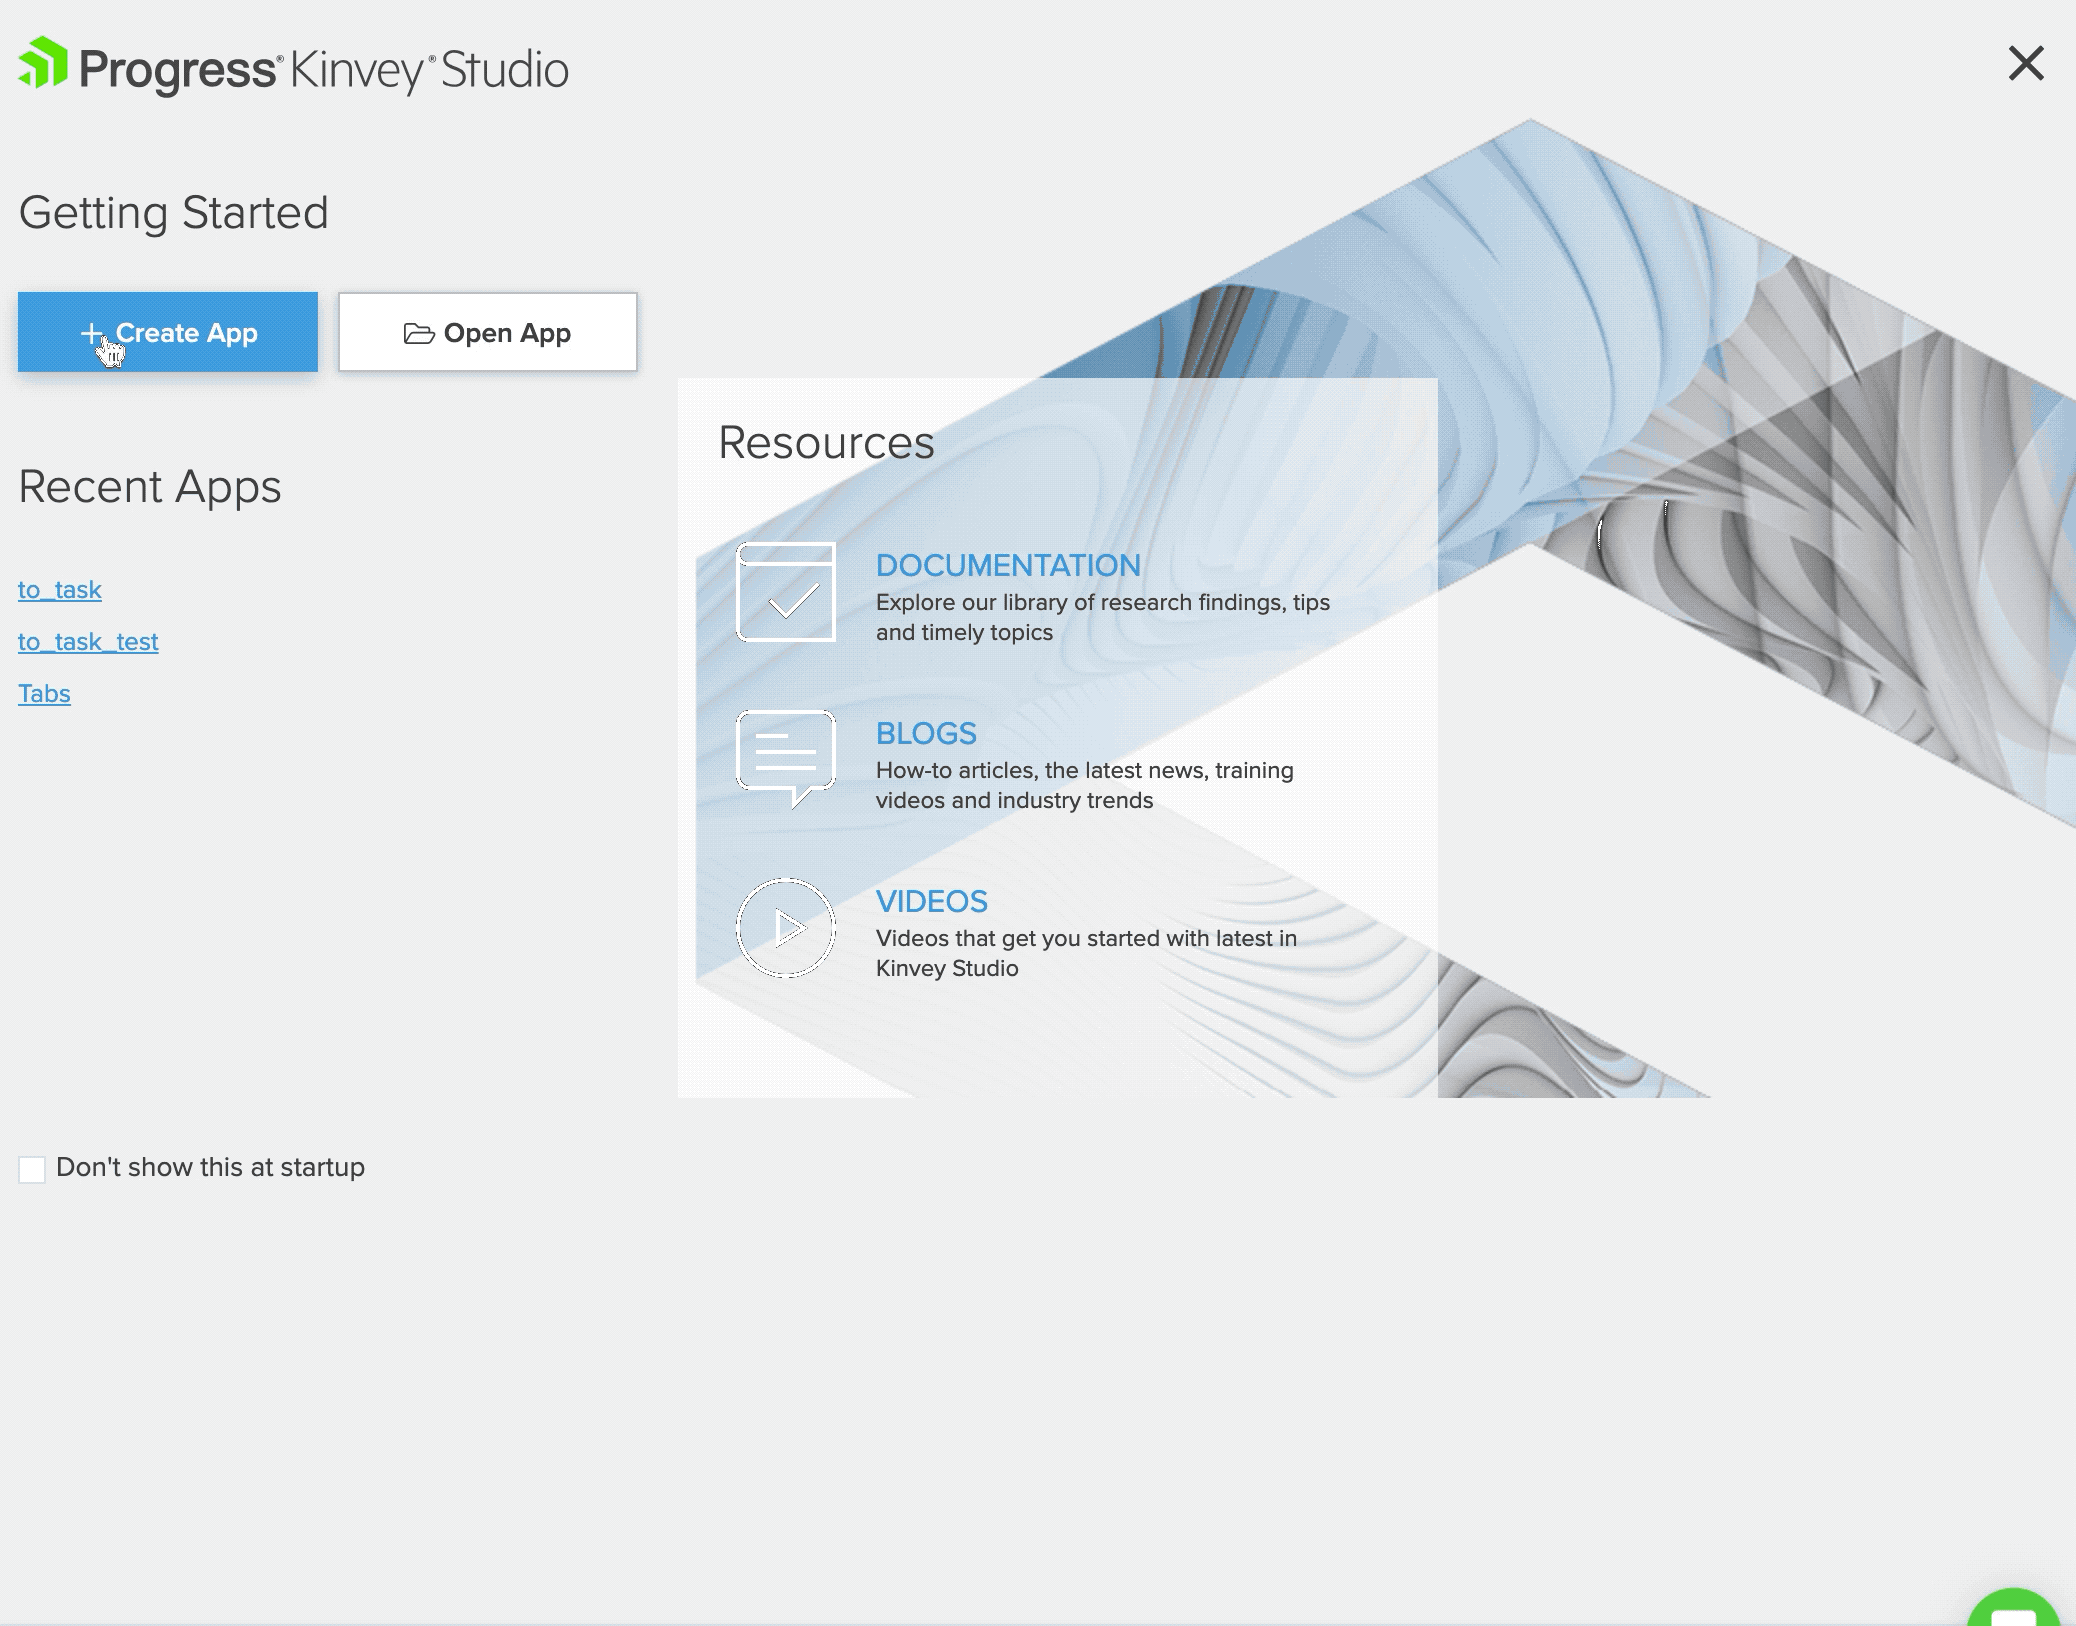 Progress® Kinvey® Studio
Getting Started
Create App
Open App
Recent Apps
to_task
to_task_test
Tabs
Resources
DOCUMENTATION
Explore our library of research findings, tips
and timely topics
BLOGS
How-to articles, the latest news, training
videos and industry trends
VIDEOS
Videos that get you started with latest in
Kinvey Studio
Don't show this at startup